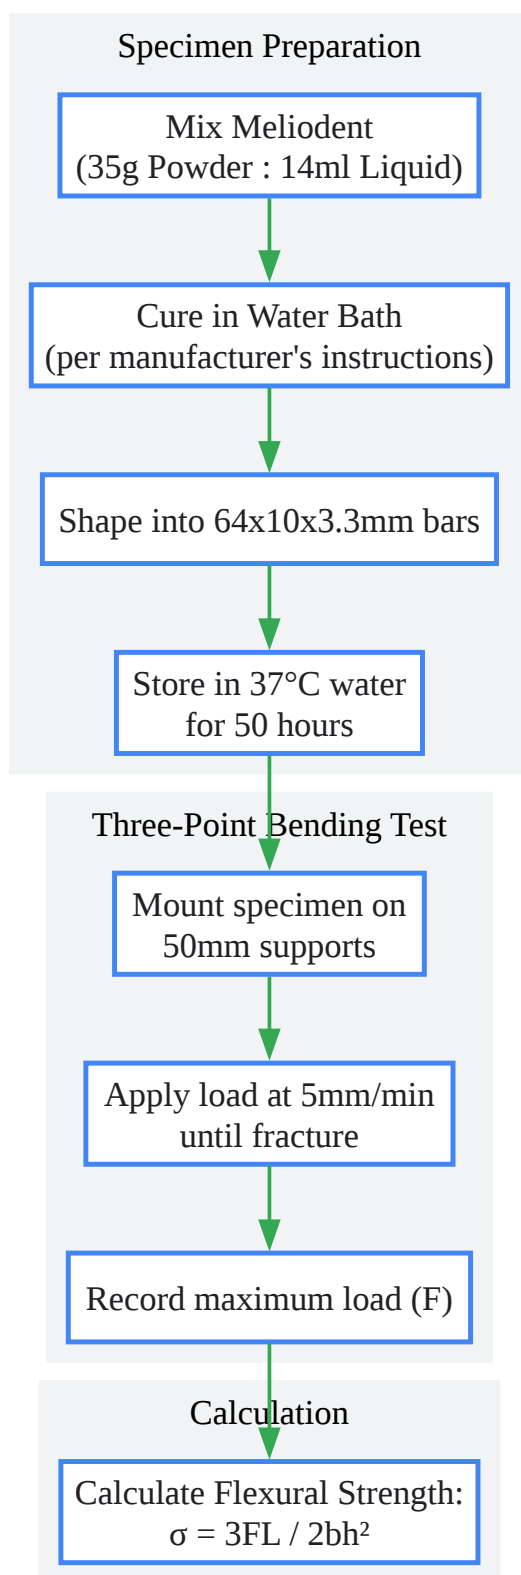 Specimen Preparation
Mix Meliodent
(35g Powder : 14ml Liquid)
Cure in Water Bath
(per manufacturer's instructions)
Shape into 64x10x3.3mm bars
Store in 37°C water
for 50 hours
Three-Point Bending Test
Mount specimen on
50mm supports
Apply load at 5mm/min
until fracture
Record maximum load (F)
Calculation
Calculate Flexural Strength:
σ = 3FL / 2bh²